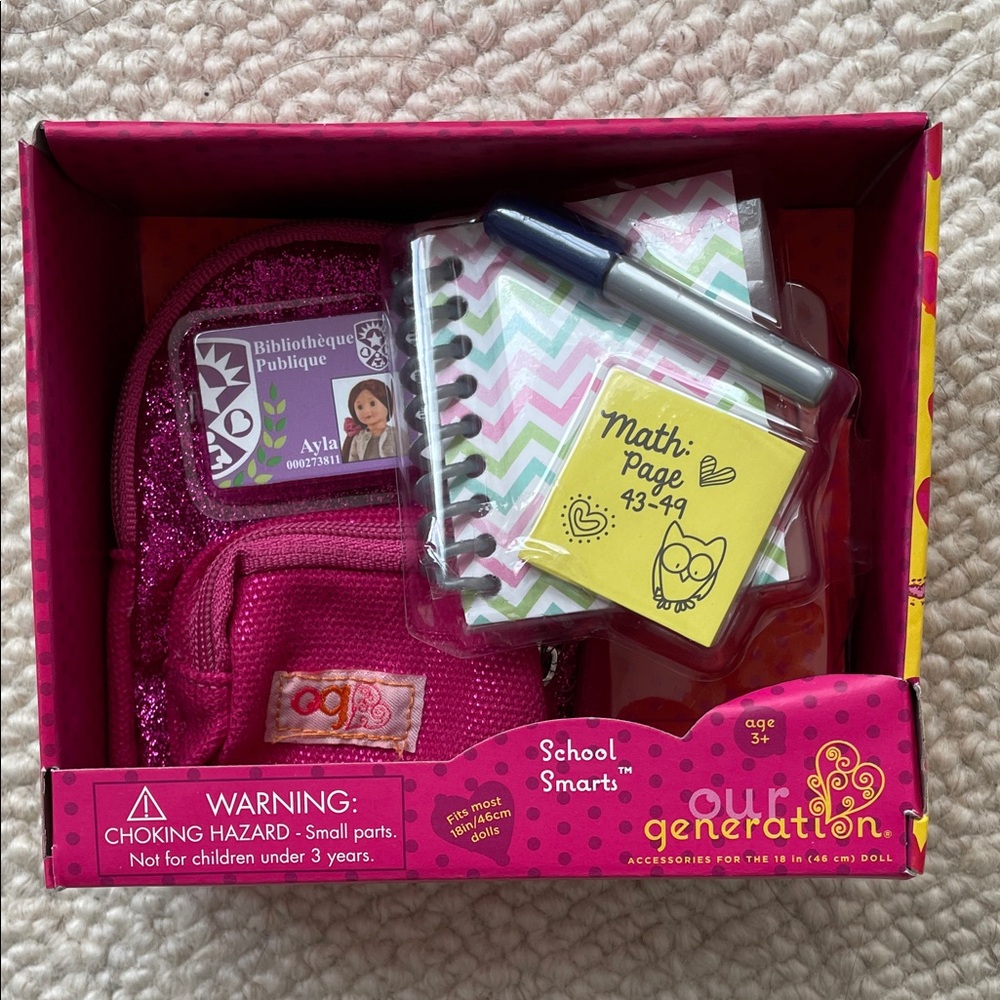 Bibliothèque
Publique
Ayla
000273811
Math:
Page
43-49
og
School
Smarts™
age
3+
WARNING:
CHOKING HAZARD - Small parts.
Not for children under 3 years.
Fits most
18in/46cm
dolls
our
generation®
ACCESSORIES FOR THE 18 in (46 cm) DOLL